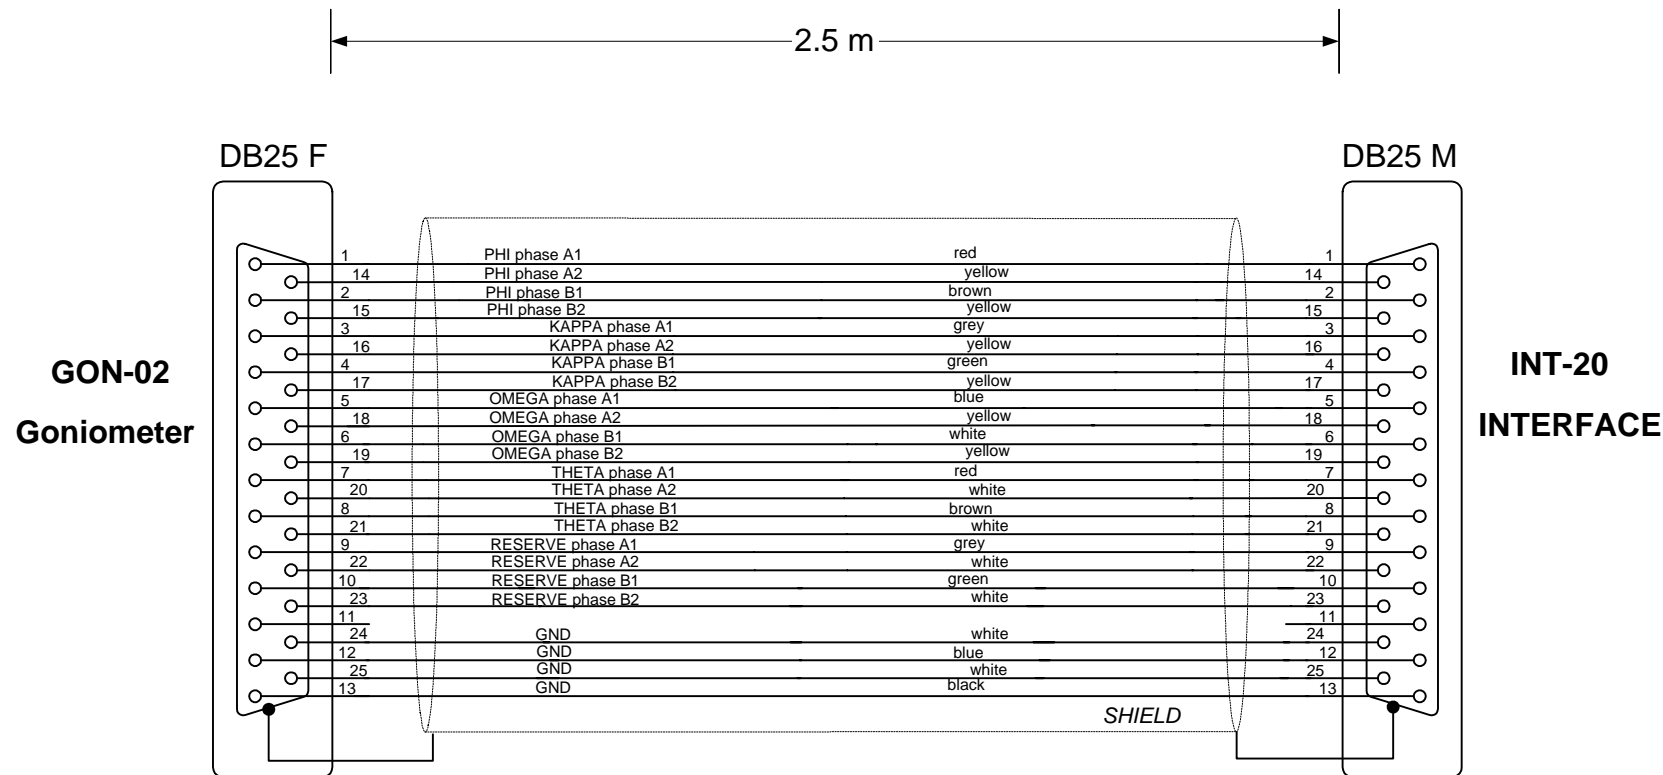 2.5 m
DB25 F
DB25 M
GON-02
Goniometer
INT-20
INTERFACE
1 PHI phase A1 red 1
14 PHI phase A2 yellow 14
2 PHI phase B1 brown 2
15 PHI phase B2 yellow 15
3 KAPPA phase A1 grey 3
16 KAPPA phase A2 yellow 16
4 KAPPA phase B1 green 4
17 KAPPA phase B2 yellow 17
5 OMEGA phase A1 blue 5
18 OMEGA phase A2 yellow 18
6 OMEGA phase B1 white 6
19 OMEGA phase B2 yellow 19
7 THETA phase A1 red 7
20 THETA phase A2 white 20
8 THETA phase B1 brown 8
21 THETA phase B2 white 21
9 RESERVE phase A1 grey 9
22 RESERVE phase A2 white 22
10 RESERVE phase B1 green 10
23 RESERVE phase B2 white 23
11 11
24 GND white 24
12 GND blue 12
25 GND white 25
13 GND black 13
SHIELD